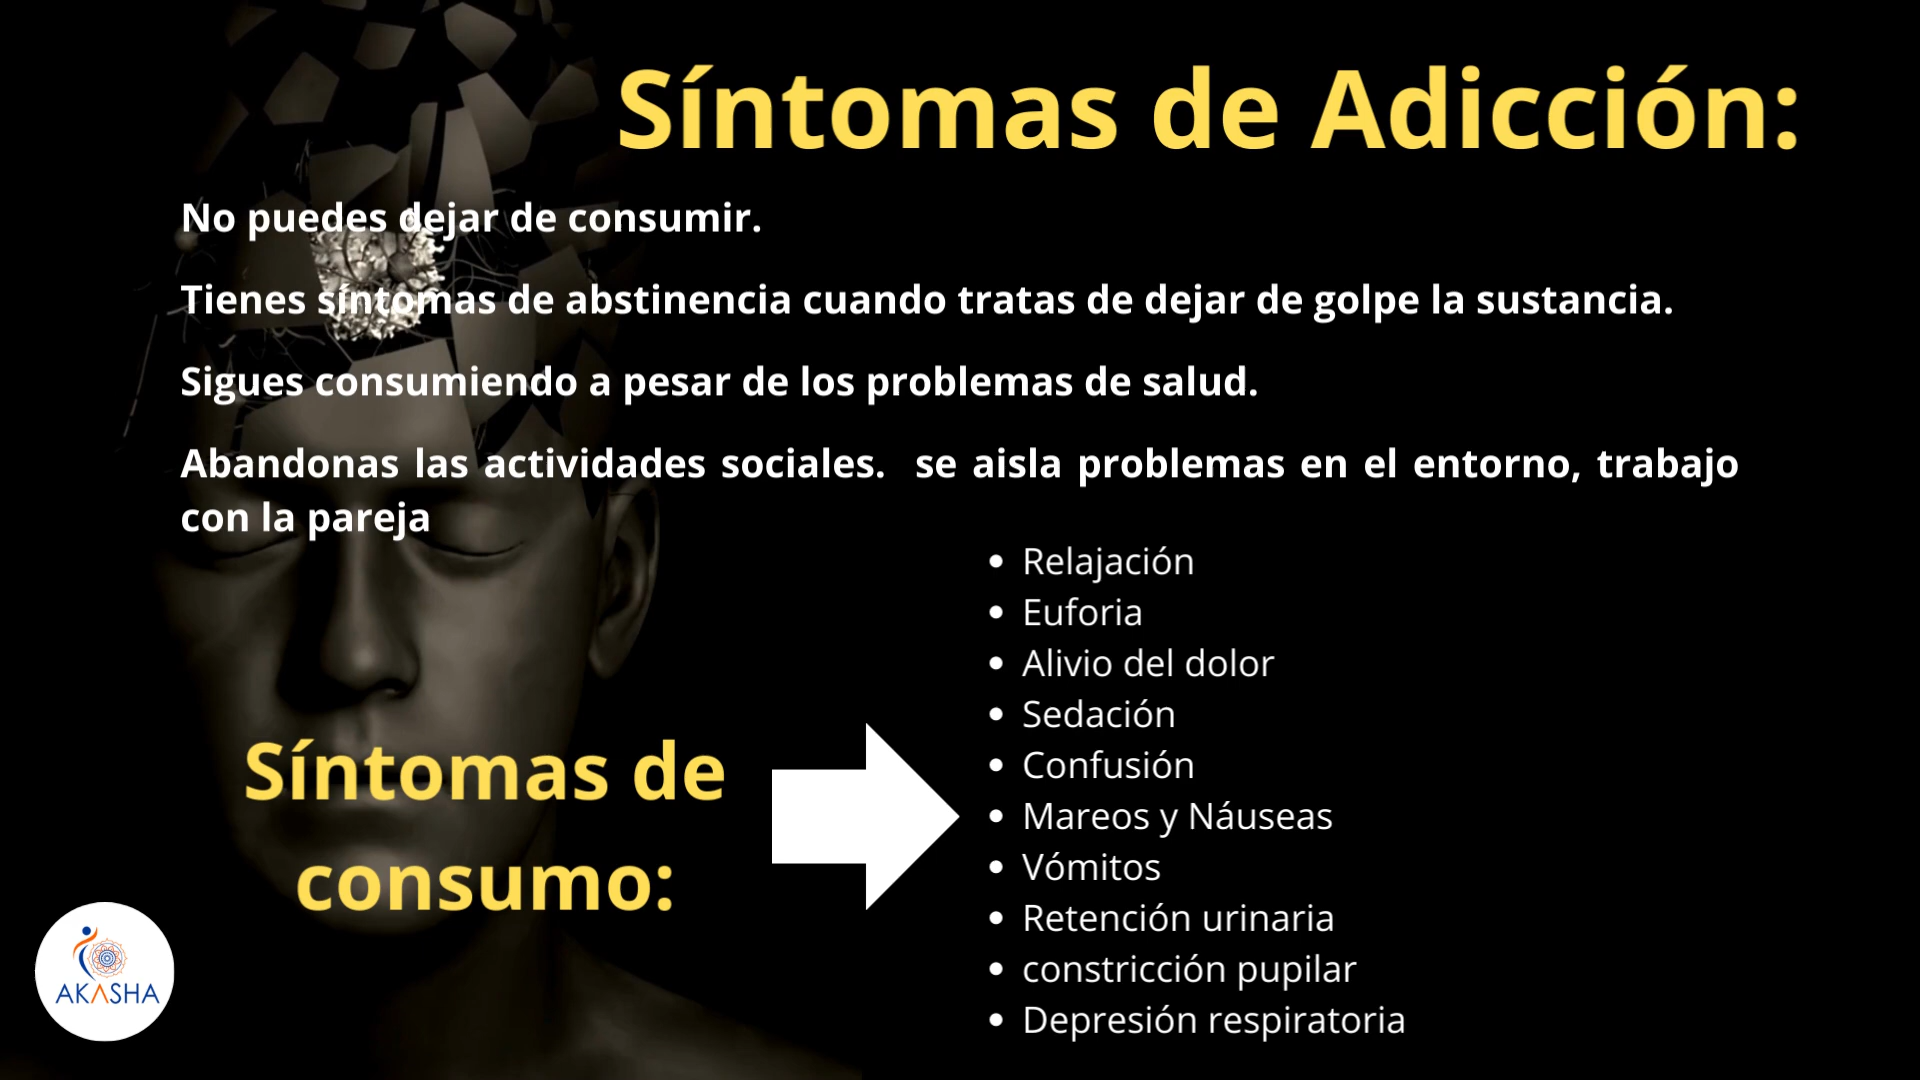 Síntomas de Adicción:
No puedes dejar de consumir.
Tienes síntomas de abstinencia cuando tratas de dejar de golpe la sustancia.
Sigues consumiendo a pesar de los problemas de salud.
Abandonas las actividades sociales.  se aisla problemas en el entorno, trabajo
con la pareja
Síntomas de
consumo:
• Relajación
• Euforia
• Alivio del dolor
• Sedación
• Confusión
• Mareos y Náuseas
• Vómitos
• Retención urinaria
• constricción pupilar
• Depresión respiratoria
AKASHA